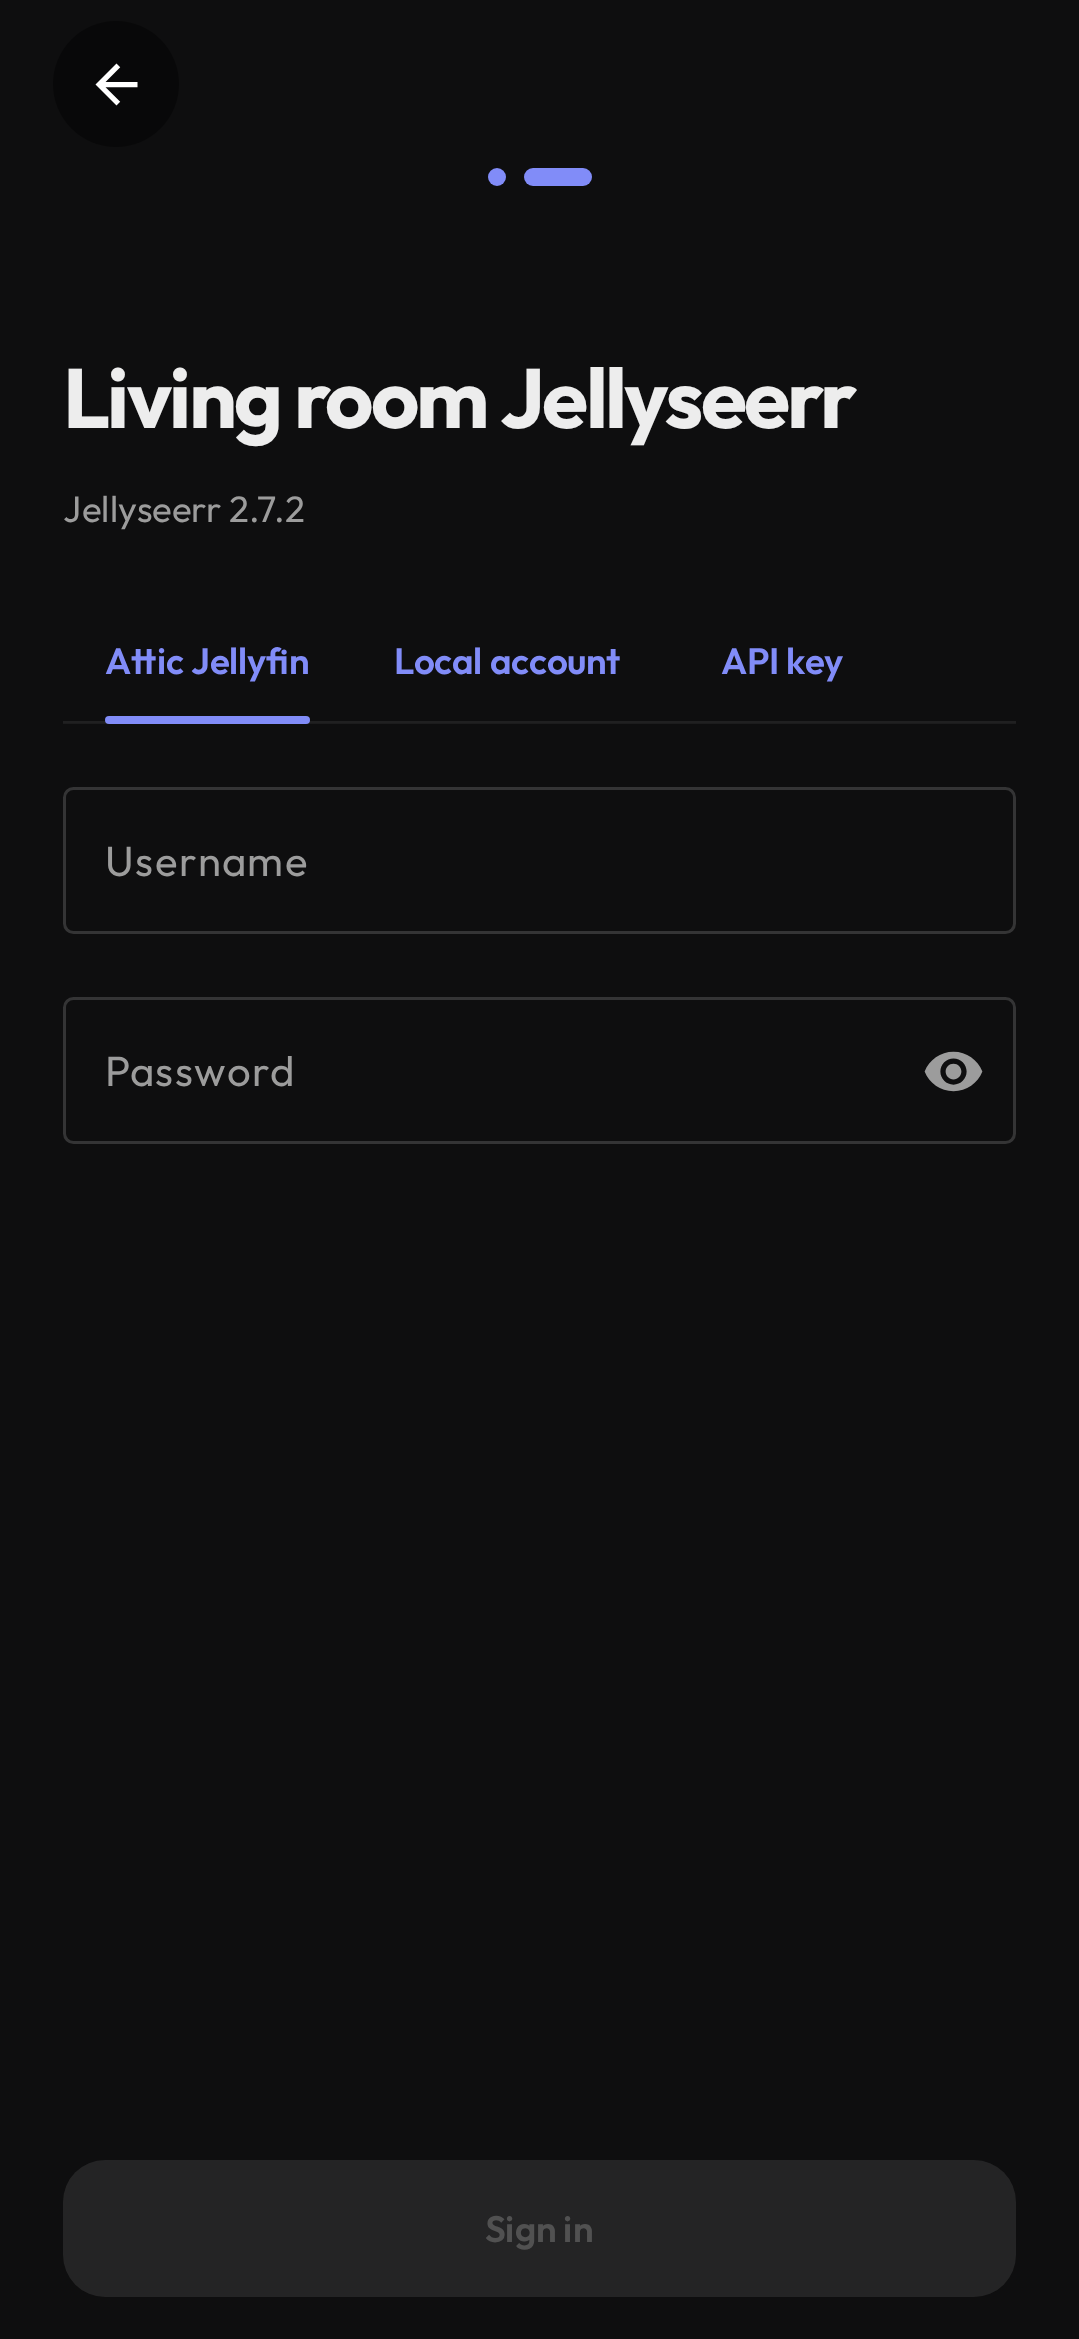 Living room Jellyseerr
Jellyseerr 2.7.2
Attic Jellyfin Local account API key
Username
Password
Sign in